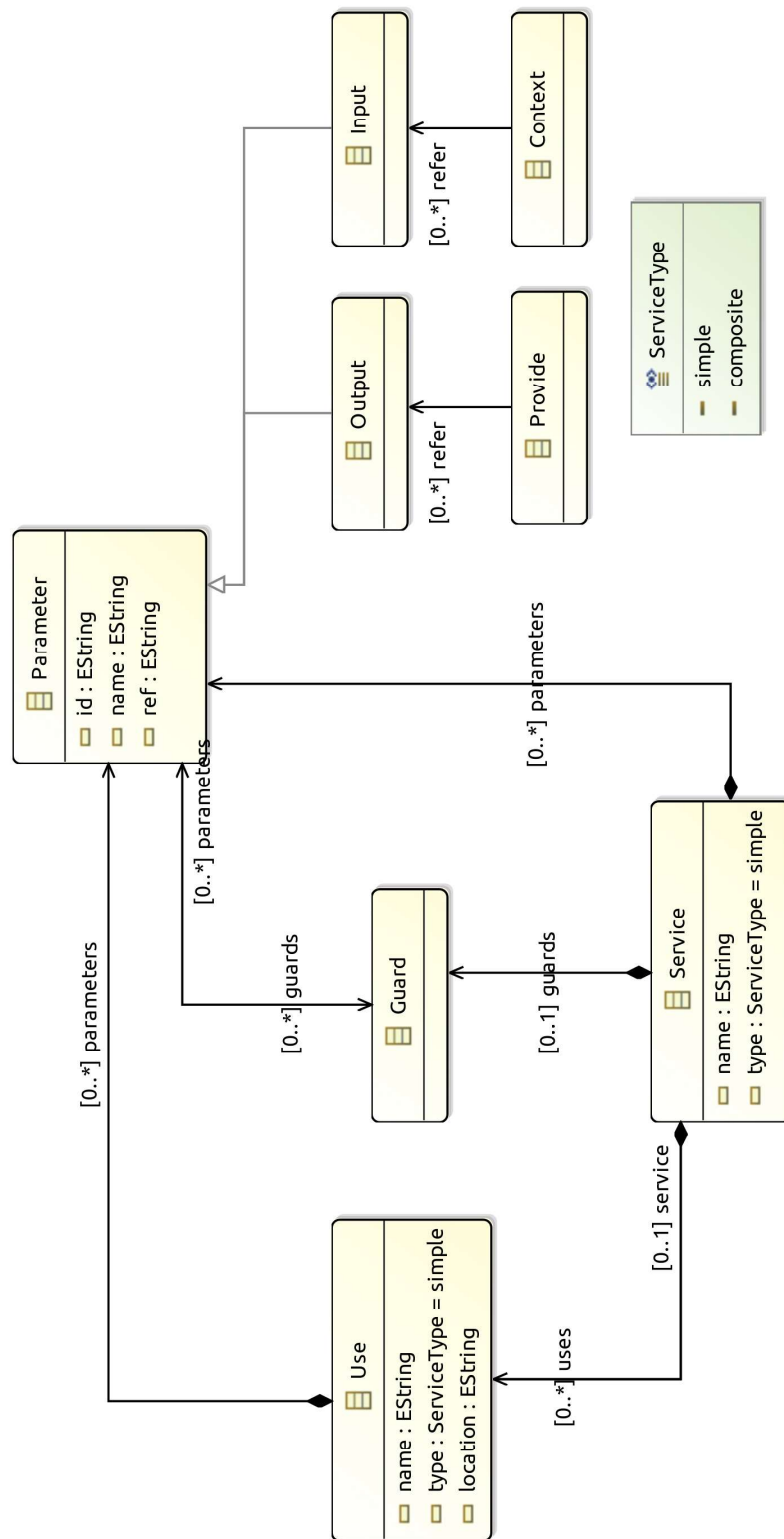 Parameter
id : EString
name : EString
ref : EString
[0..*] parameters
[0..*] parameters
[0..*] guards
[0..*] parameters
Use
name : EString
type : ServiceType = simple
location : EString
Guard
Output
Input
[0..*] refer
[0..*] refer
Provide
Context
[0..*] uses
[0..1] service
[0..1] guards
Service
name : EString
type : ServiceType = simple
ServiceType
simple
composite